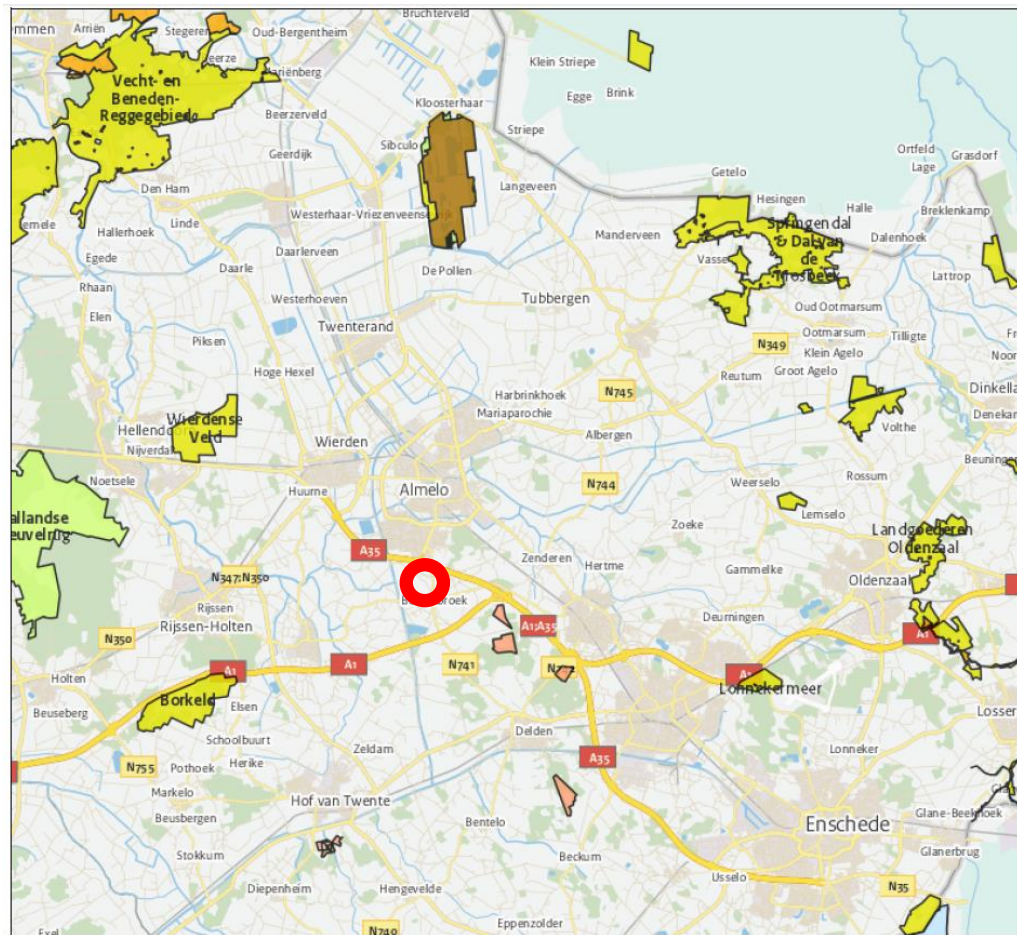 Arriën
Stegeren
Bruchterveld
Oud-Bergentheim
Klein Striepe
Egge
Brink
Vecht- en
Beneden-
Reggegebied
Beerzerveld
Kloosterhaar
Striepe
Sibculo
Geerdijk
Langeveen
Den Ham
Linde
Hallerhoek
Westerhaar-Vriezenveensewijk
Daarlerveen
Egede
Daarle
Rhaan
De Pollen
Getelo
Hesingen
Halle
Ortfeld
Lage
Grasdorf
Breklenkamp
Manderveen
Springendal
& Dal van
de
Mosbeek
Dalenhoek
Vasse
Lattrop
Westerhoeven
Elen
Tubbergen
Twenterand
Oud Ootmarsum
Ootmarsum
Tilligte
N349
Klein Agelo
Groot Agelo
Piksen
Hoge Hexel
Harbrinkhoek
Mariaparochie
N745
Reutum
Albergen
Volthe
Wierdense
Veld
Nijverdal
Wierden
Noetsele
Almelo
Huurne
N744
Weerselo
Rossum
Lemselo
Landgoederen
Oldenzaal
Oldenzaal
Zoeke
Zenderen
Hertme
Gammelke
A35
N347;N350
Rijssen
Rijssen-Holten
N350
Deurningen
A1;A35
N741
A1
A1
A1
Holten
Beuseberg
Borkeld
Elsen
Lonnekermeer
Schoolbuurt
Herike
Zeldam
Delden
N755
Pothoek
A35
Lonneker
Markelo
Beusbergen
Hof van Twente
Bentelo
Enschede
Glane-Beekhoek
Glanerbrug
Stokkum
Beckum
Usselo
N35
Diepenheim
Hengevelde
Eppenzolder
N740